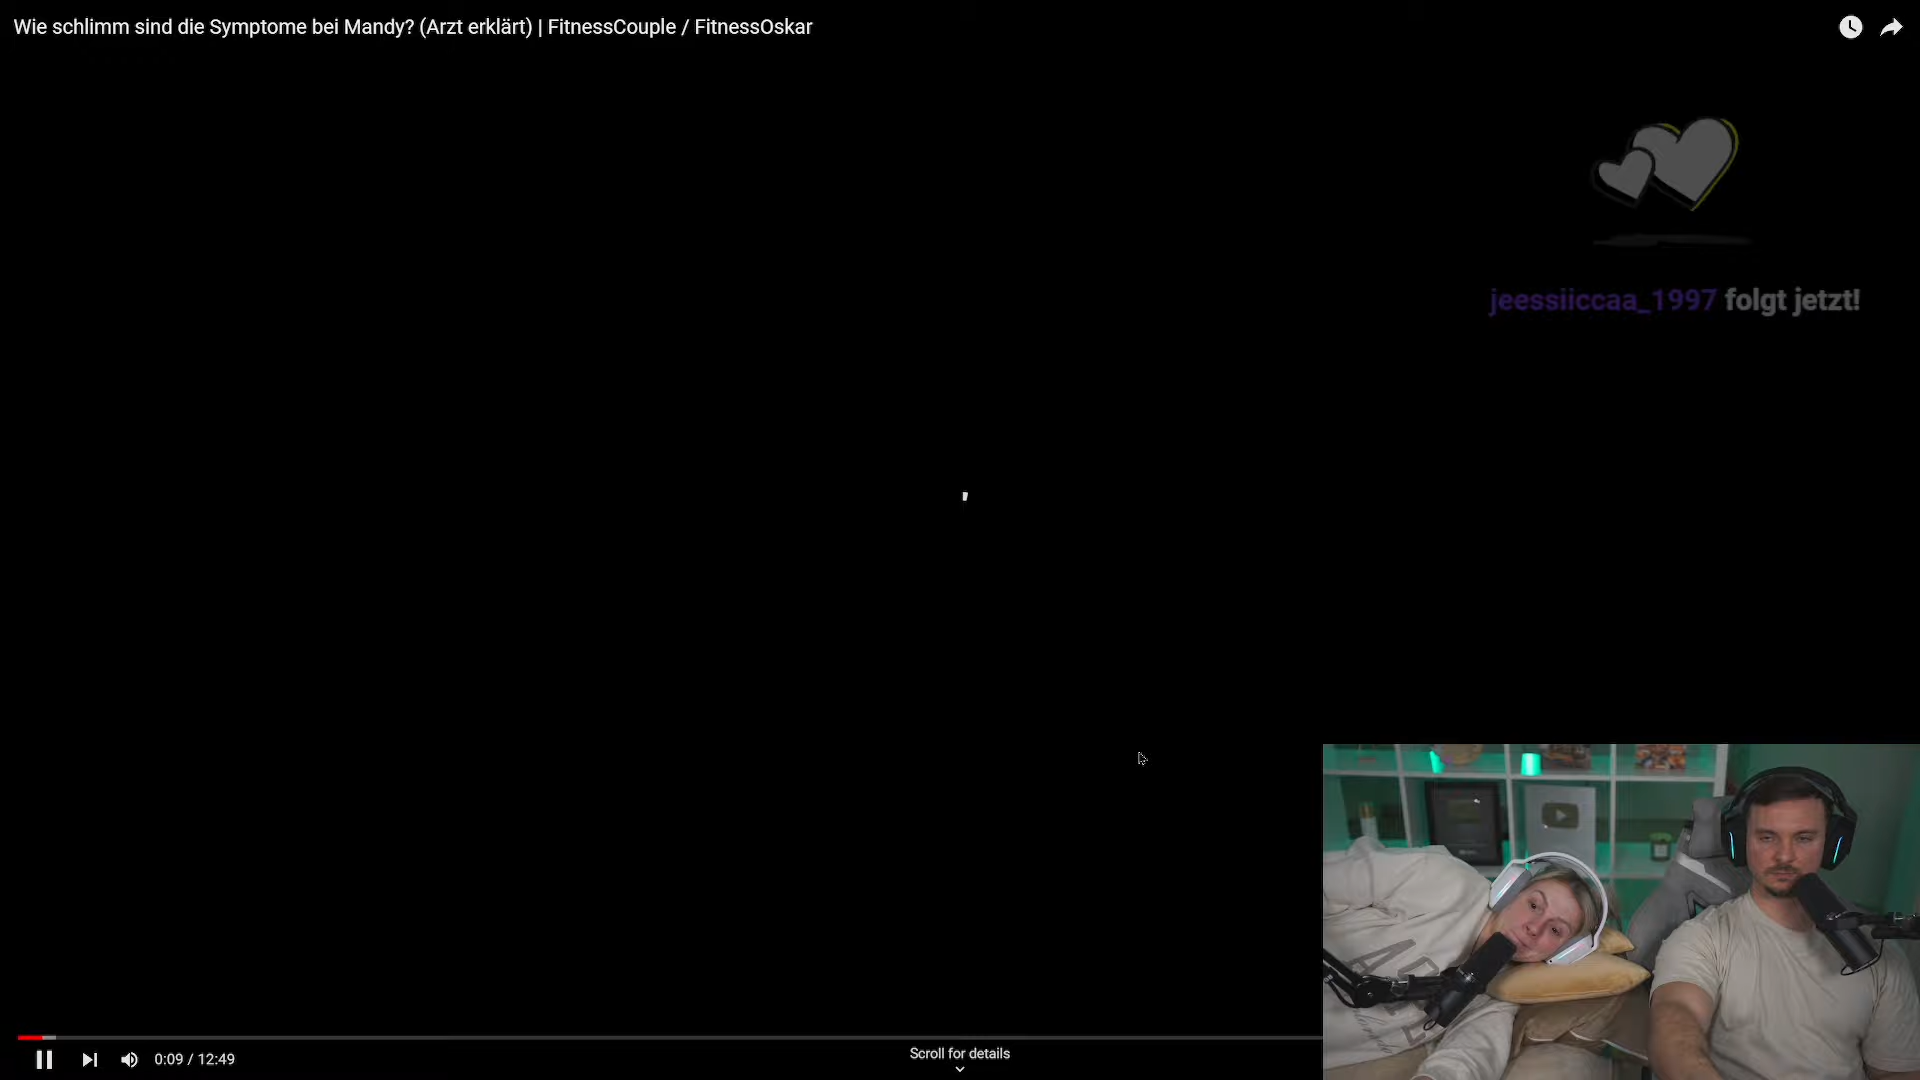 Wie schlimm sind die Symptome bei Mandy? (Arzt erklärt) | FitnessCouple / FitnessOskar
jeessiiccaa_1997 folgt jetzt!
0:09 / 12:49
Scroll for details